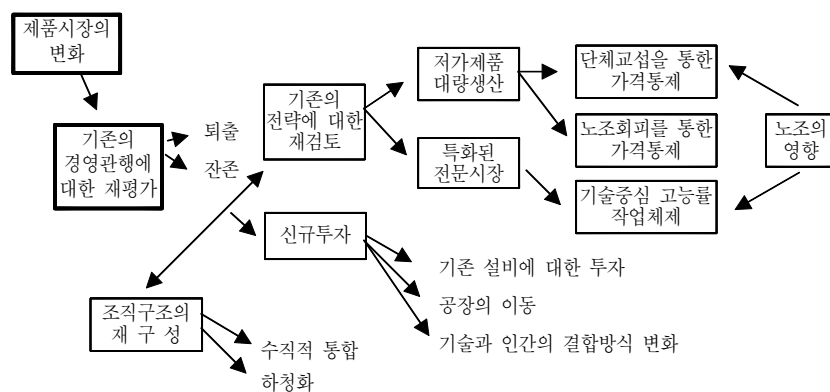 제품시장의
변화
기존의
경영관행에
대한 재평가
퇴출
잔존
기존의
전략에 대한
재검토
저가제품
대량생산
특화된
전문시장
단체교섭을 통한
가격통제
노조회피를 통한
가격통제
기술중심 고능률
작업체제
노조의
영향
신규투자
기존 설비에 대한 투자
공장의 이동
기술과 인간의 결합방식 변화
조직구조의
재 구 성
수직적 통합
하청화